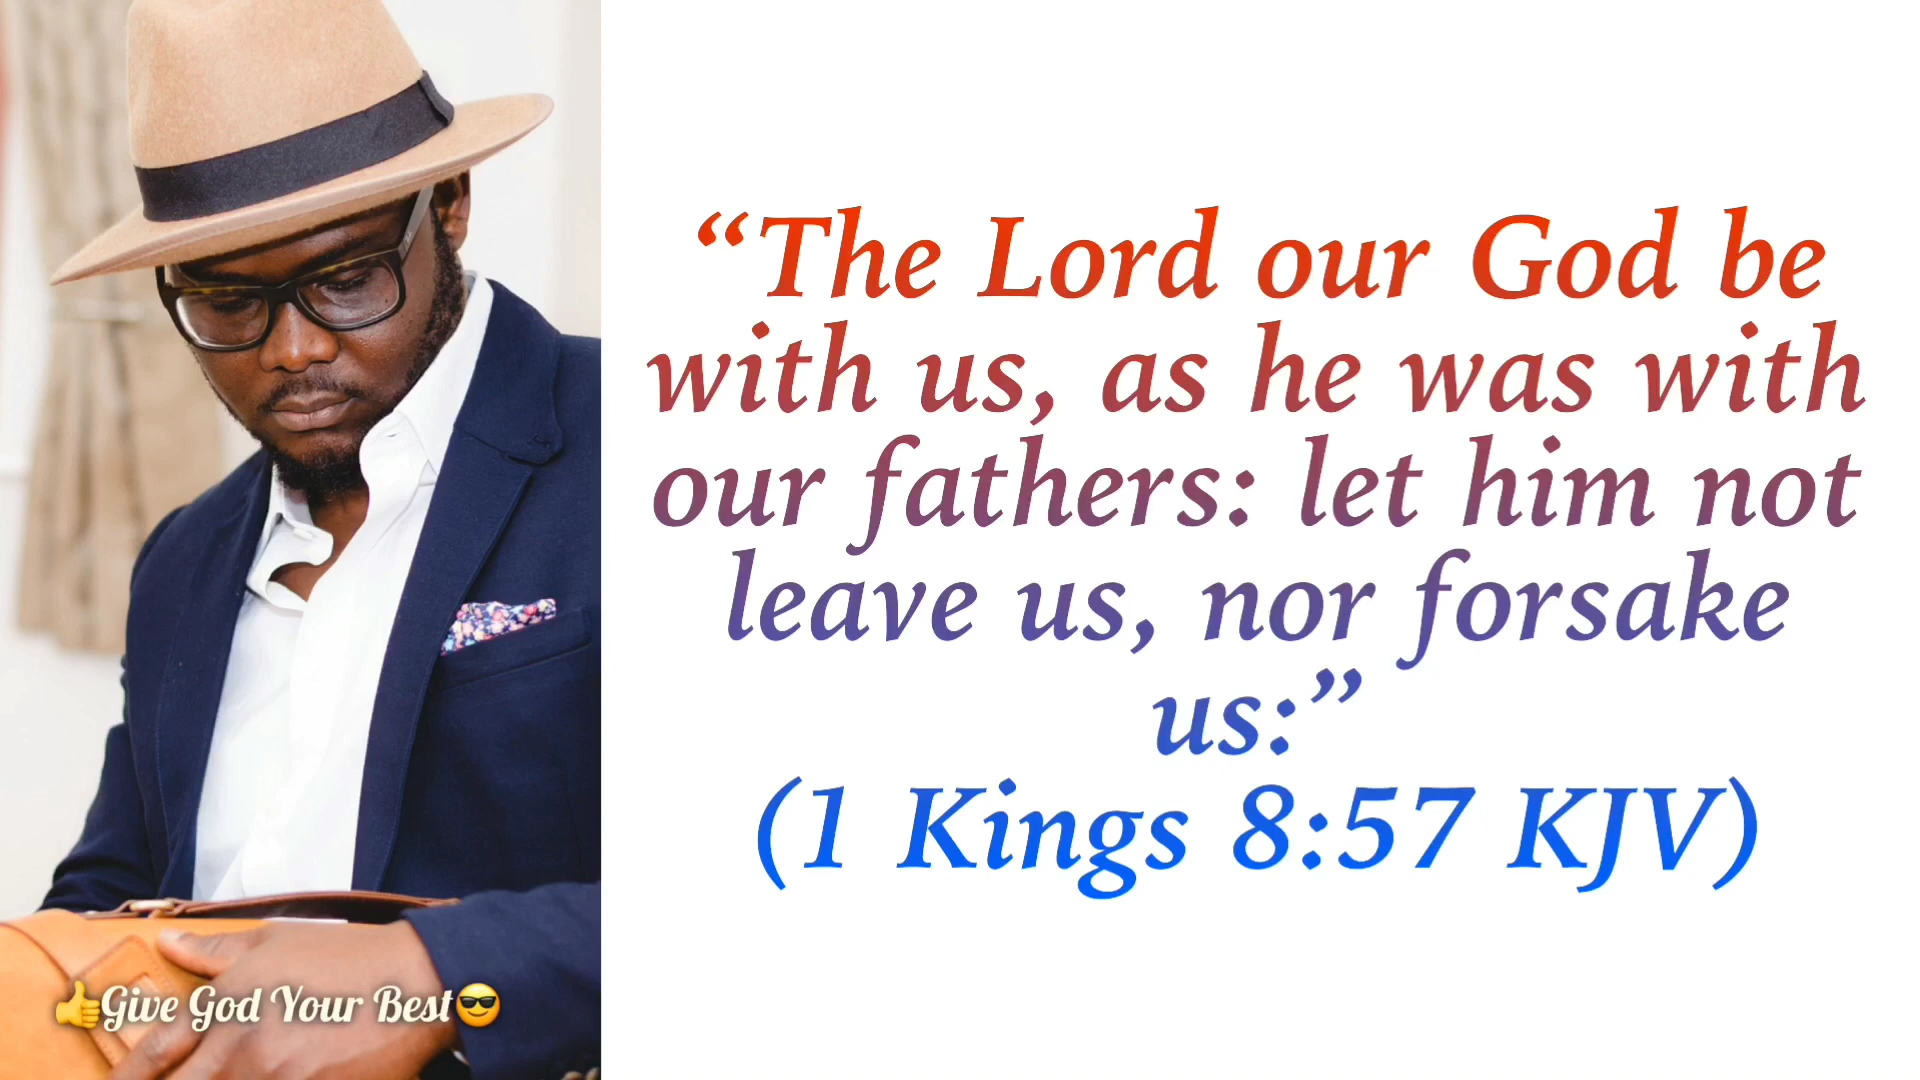 “The Lord our God be
with us, as he was with
our fathers: let him not
leave us, nor forsake
us:”
(1 Kings 8:57 KJV)
👍Give God Your Best😎